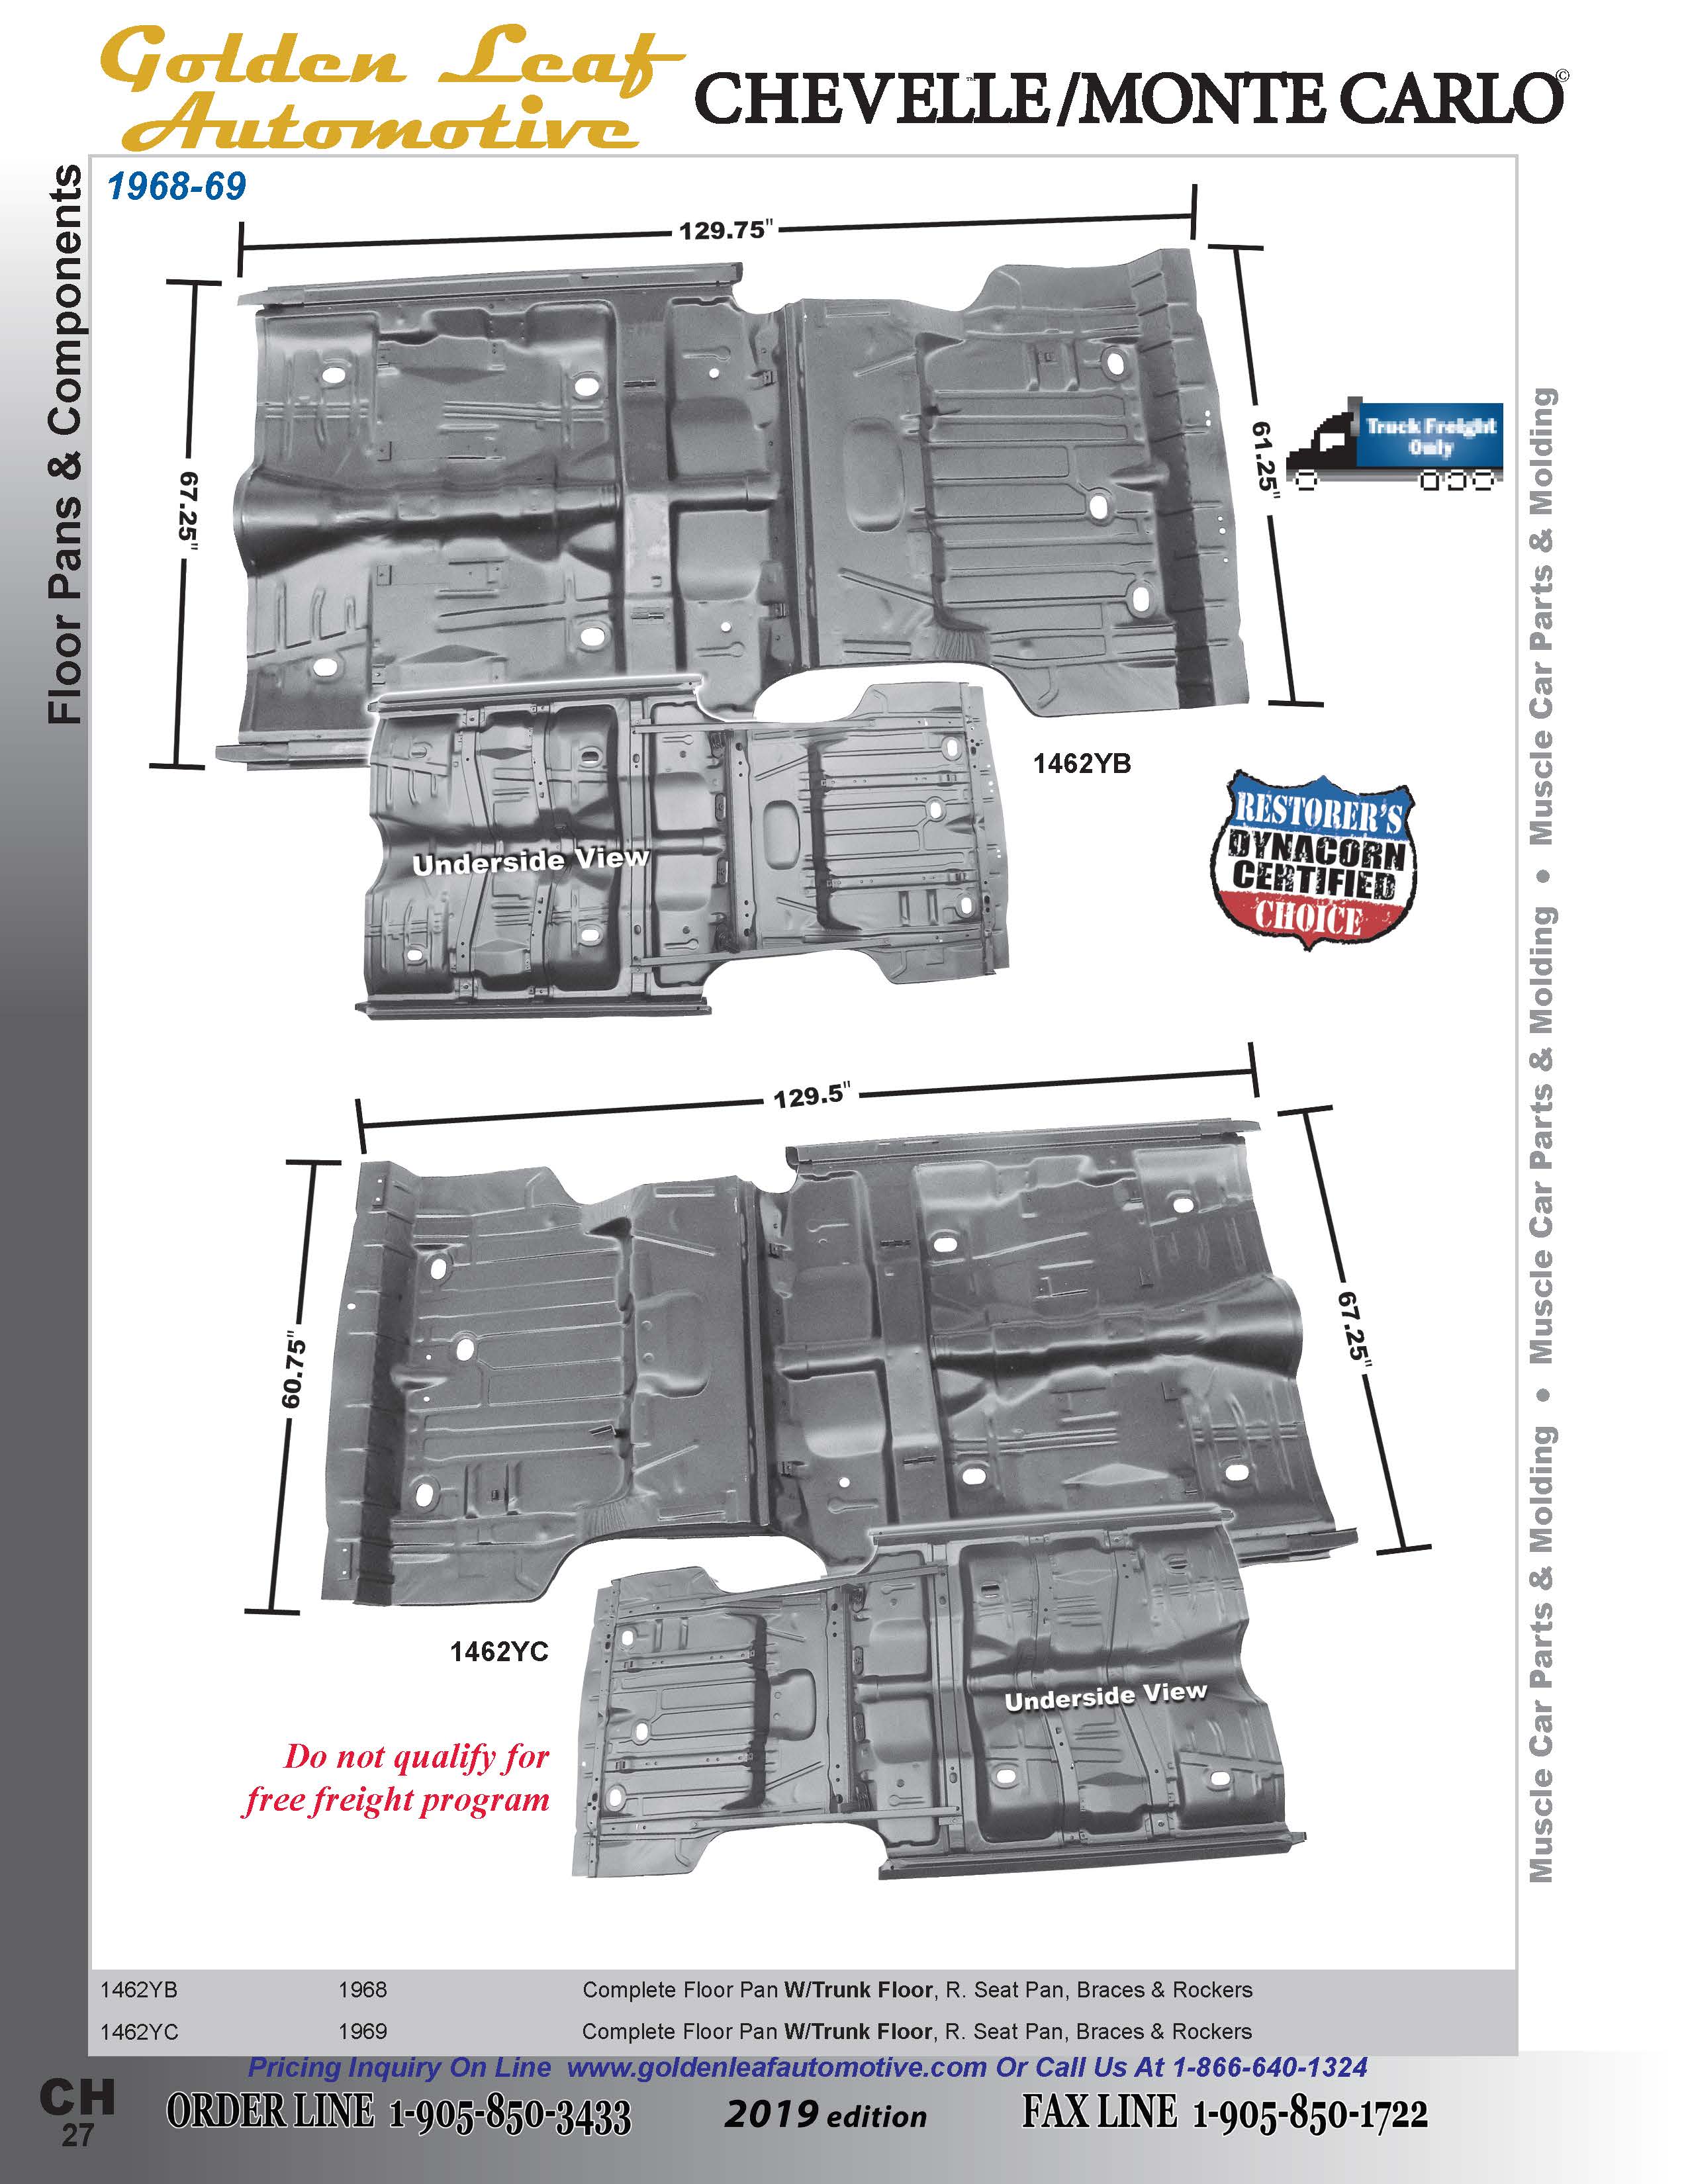 Golden Leaf
Automotive
CHEVELLE™/MONTE CARLO©
Floor Pans & Components
1968-69
129.75"
67.25"
61.25"
Truck Freight
Only
1462YB
Underside View
RESTORER'S
DYNACORN
CERTIFIED
CHOICE
129.5"
60.75"
67.25"
1462YC
Underside View
Do not qualify for
free freight program
Muscle Car Parts & Molding • Muscle Car Parts & Molding • Muscle Car Parts & Molding
1462YB 1968 Complete Floor Pan W/Trunk Floor, R. Seat Pan, Braces & Rockers
1462YC 1969 Complete Floor Pan W/Trunk Floor, R. Seat Pan, Braces & Rockers
Pricing Inquiry On Line www.goldenleafautomotive.com Or Call Us At 1-866-640-1324
CH
27
ORDER LINE 1-905-850-3433 2019 edition FAX LINE 1-905-850-1722